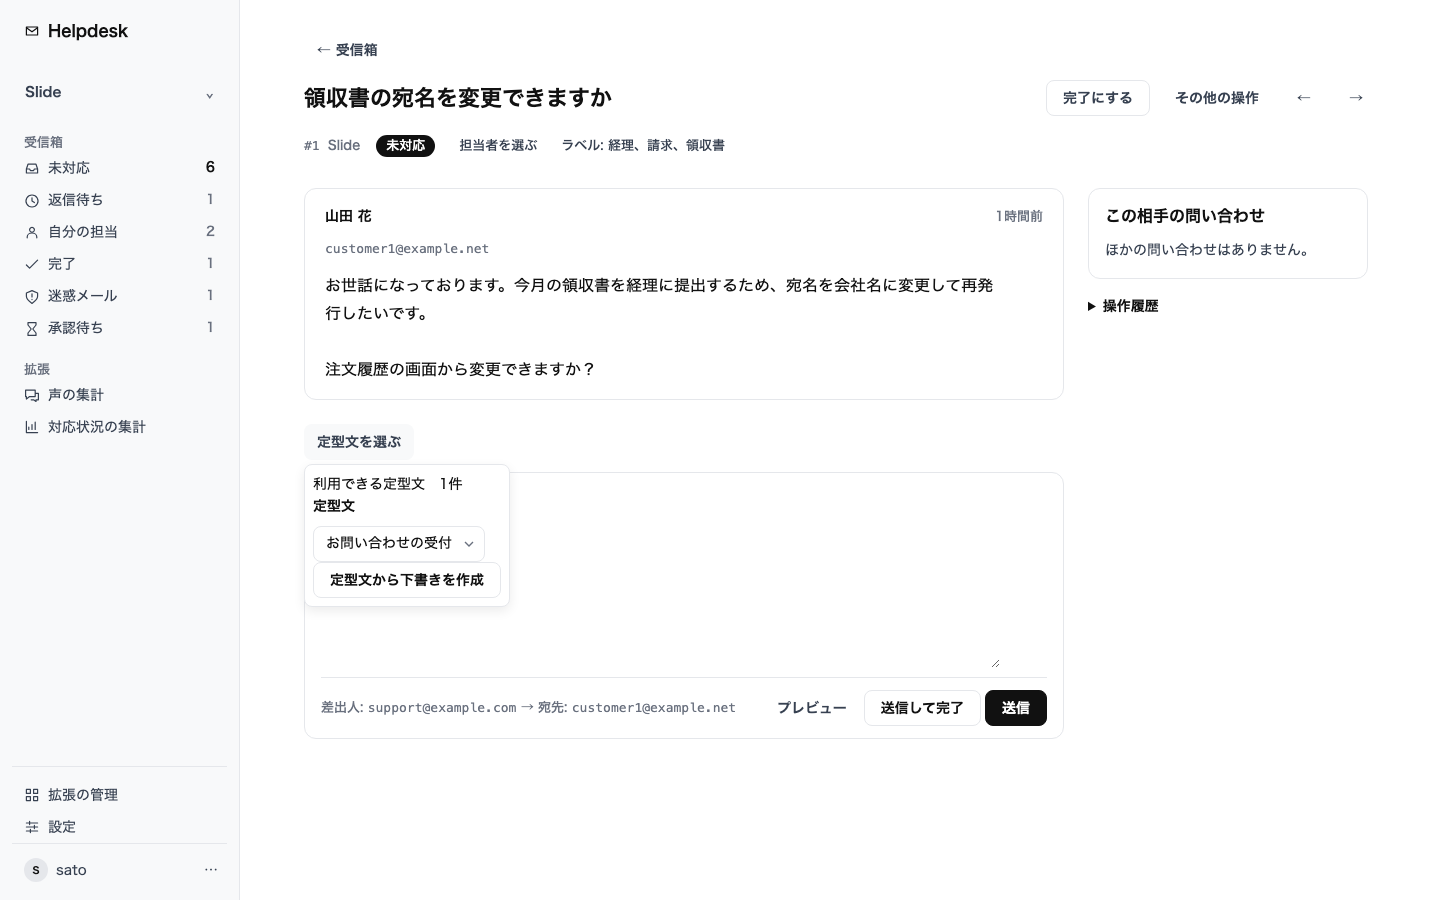 Helpdesk
Slide
受信箱
未対応 6
返信待ち 1
自分の担当 2
完了 1
迷惑メール 1
承認待ち 1
拡張
声の集計
対応状況の集計
拡張の管理
設定
S sato ...
← 受信箱
領収書の宛名を変更できますか
完了にする その他の操作 ← →
#1 Slide 未対応 担当者を選ぶ ラベル: 経理、請求、領収書
山田 花 1時間前
customer1@example.net
お世話になっております。今月の領収書を経理に提出するため、宛名を会社名に変更して再発
行したいです。
注文履歴の画面から変更できますか？
この相手の問い合わせ
ほかの問い合わせはありません。
▶ 操作履歴
定型文を選ぶ
利用できる定型文 1件
定型文
お問い合わせの受付
定型文から下書きを作成
差出人: support@example.com → 宛先: customer1@example.net
プレビュー 送信して完了 送信